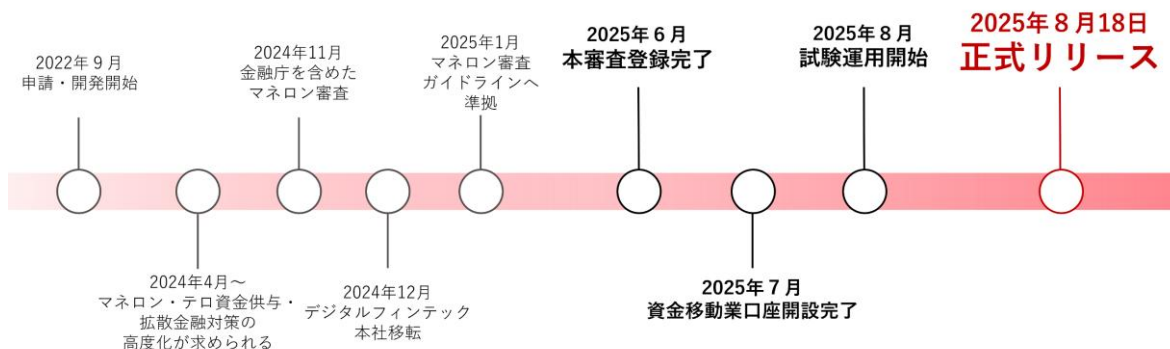 2022年9月
申請・開発開始
2024年4月～
マネロン・テロ資金供与・
拡散金融対策の
高度化が求められる
2024年11月
金融庁を含めた
マネロン審査
2024年12月
デジタルフィンテック
本社移転
2025年1月
マネロン審査
ガイドラインへ
準拠
2025年6月
本審査登録完了
2025年7月
資金移動業口座開設完了
2025年8月
試験運用開始
2025年8月18日
正式リリース